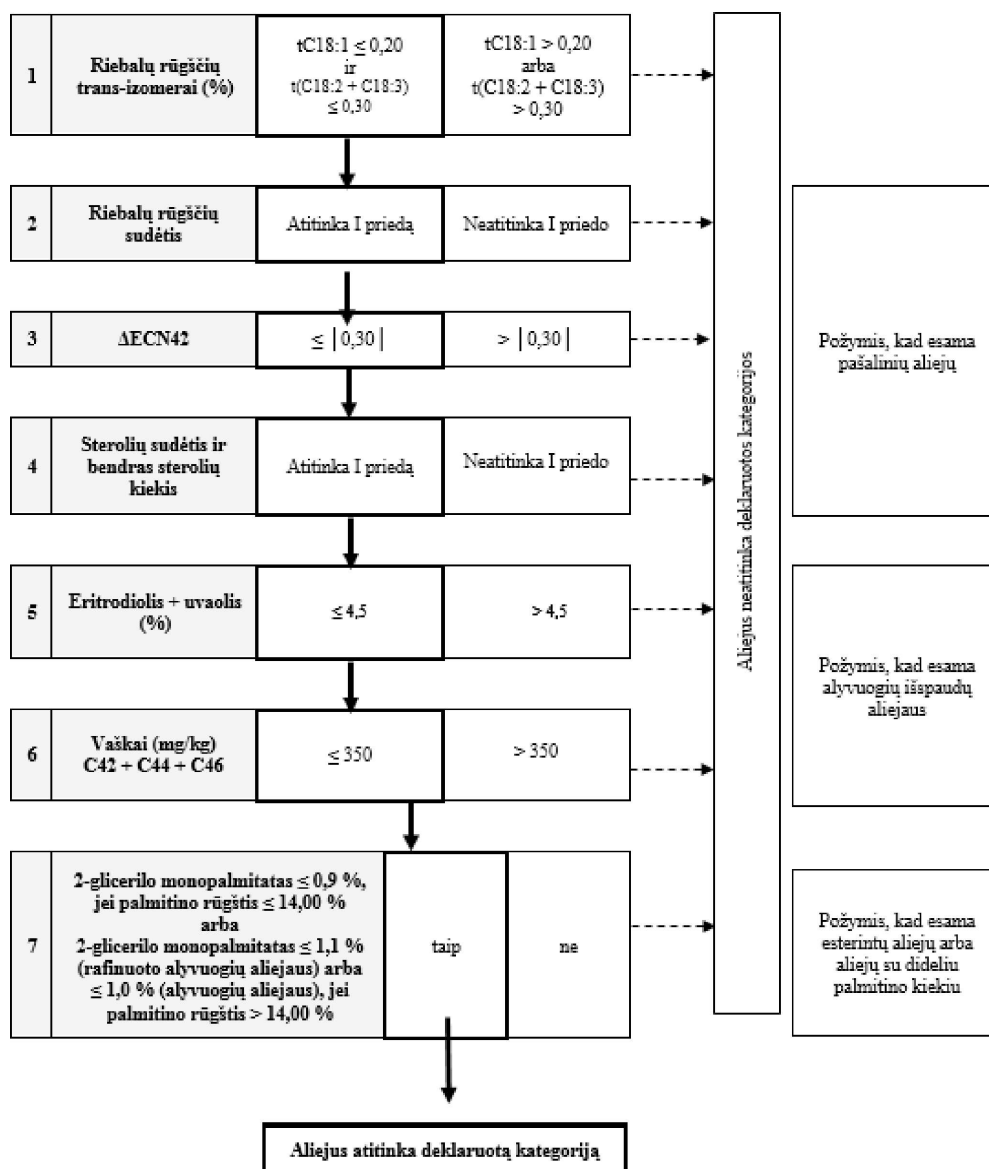 1
Riebalų rūgščių
trans-izomerai (%)
tC18:1 ≤ 0,20
ir
t(C18:2 + C18:3)
≤ 0,30
tC18:1 > 0,20
arba
t(C18:2 + C18:3)
> 0,30
2
Riebalų rūgščių
sudėtis
Atitinka I priedą
Neatitinka I priedo
3
ΔECN42
≤ |0,30|
> |0,30|
4
Sterolių sudėtis ir
bendras sterolių
kiekis
Atitinka I priedą
Neatitinka I priedo
5
Eritrodiolis + uvaolis
(%)
≤ 4,5
> 4,5
6
Vaškai (mg/kg)
C42 + C44 + C46
≤ 350
> 350
7
2-glicerilo monopalmitatas ≤ 0,9 %,
jei palmitino rūgštis ≤ 14,00 %
arba
2-glicerilo monopalmitatas ≤ 1,1 %
(rafinuoto alyvuogių aliejaus) arba
≤ 1,0 % (alyvuogių aliejaus), jei
palmitino rūgštis > 14,00 %
taip
ne
Aliejus neatitinka deklaruotos kategorijos
Požymis, kad esama
pašalinių aliejų
Požymis, kad esama
alyvuogių išspaudų
aliejaus
Požymis, kad esama
esterintų aliejų arba
aliejų su dideliu
palmitino kiekiu
Aliejus atitinka deklaruotą kategoriją